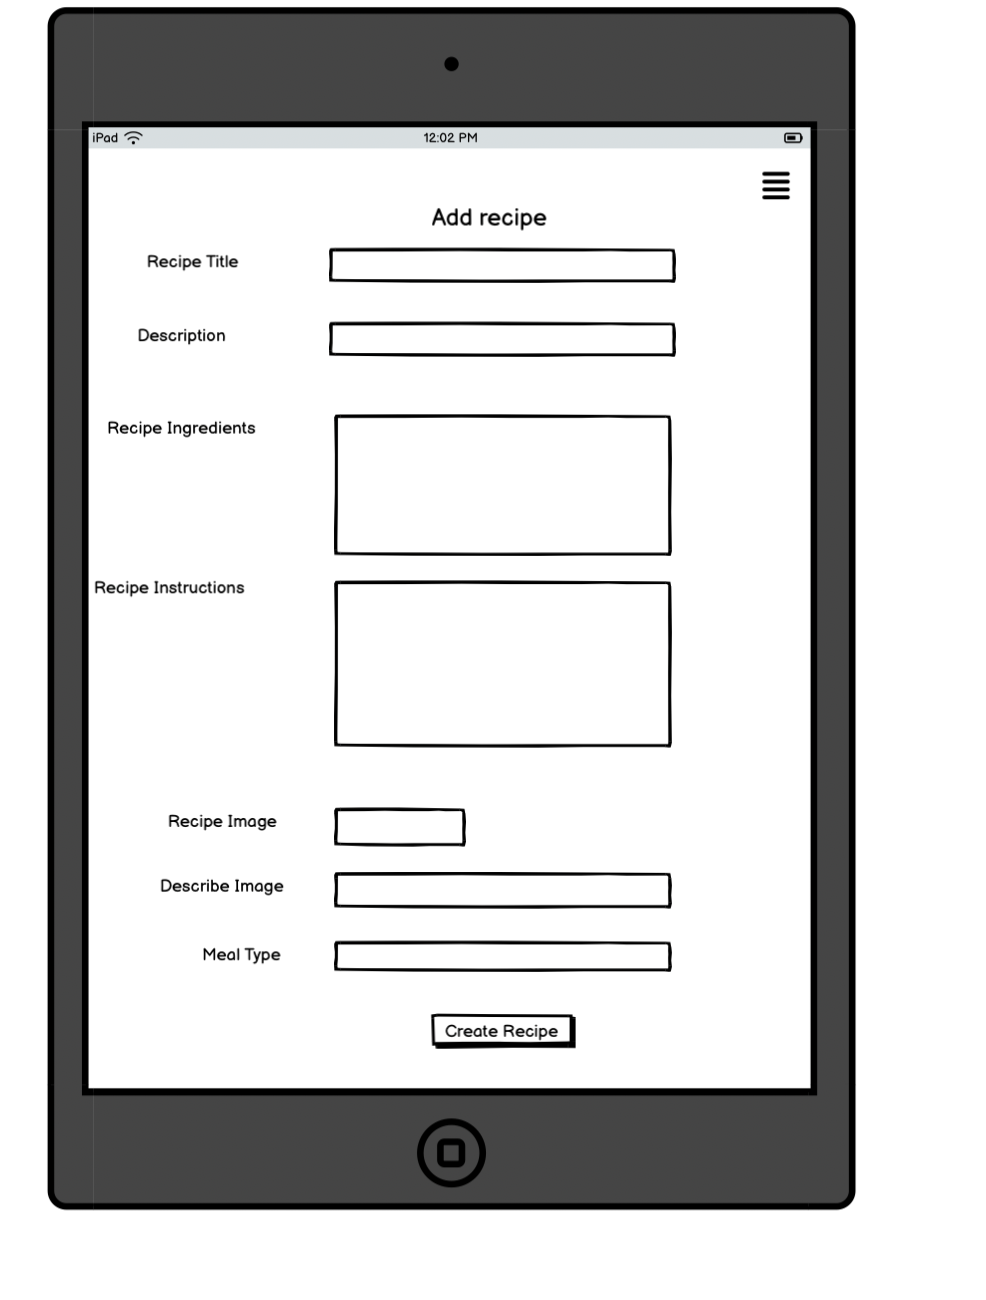 iPad
12:02 PM
Add recipe
Recipe Title
Description
Recipe Ingredients
Recipe Instructions
Recipe Image
Describe Image
Meal Type
Create Recipe